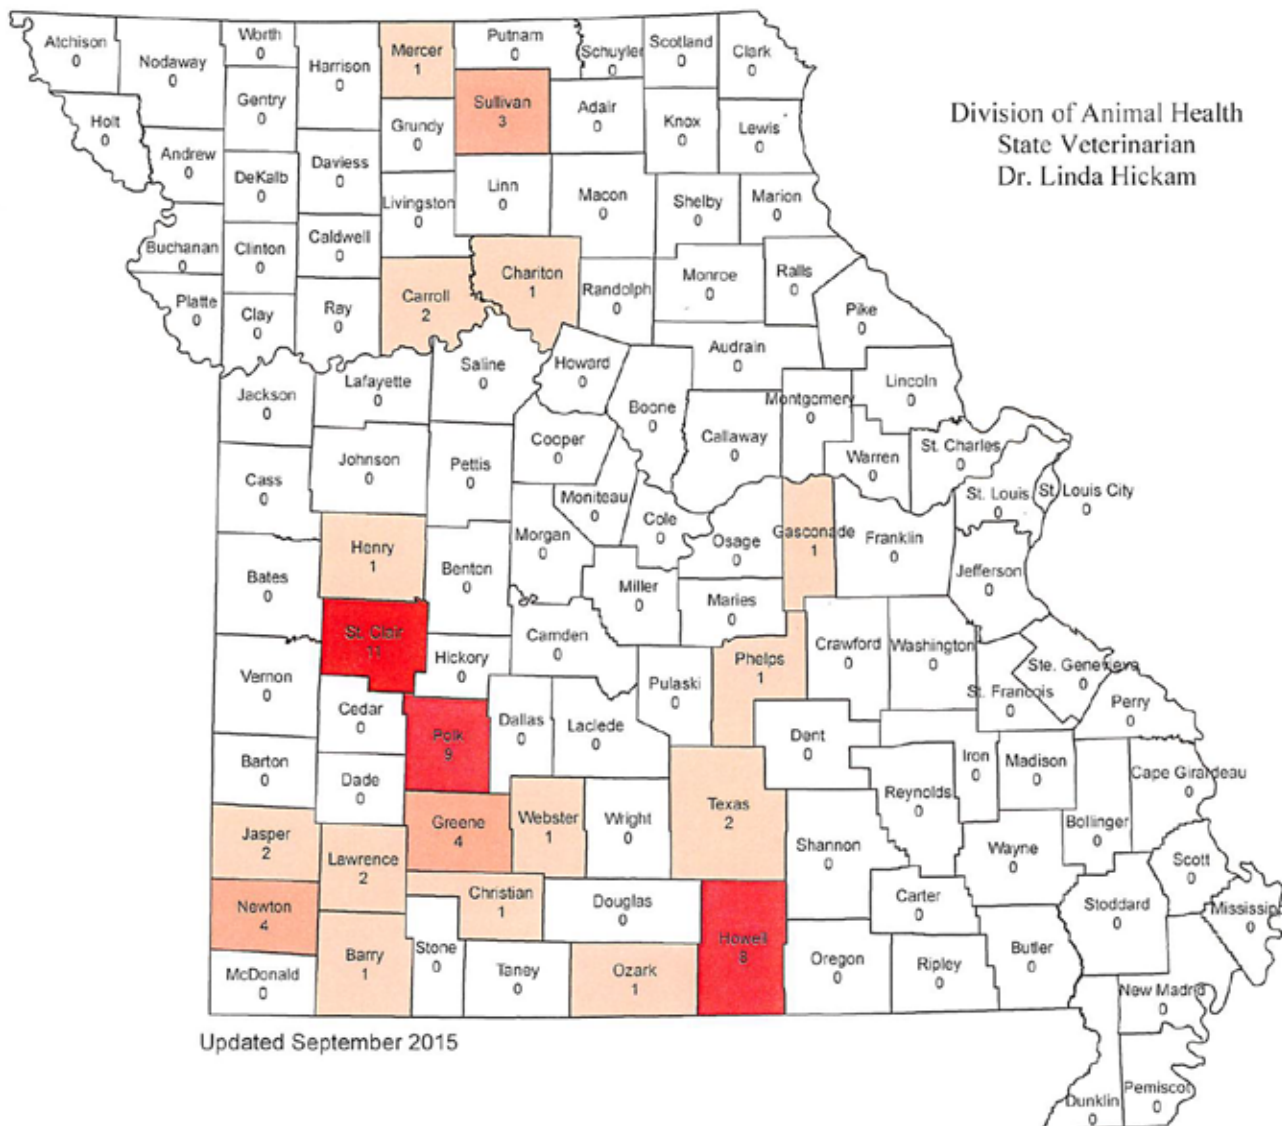 Atchison
0
Nodaway
0
Worth
0
Harrison
0
Mercer
1
Putnam
0
Schuyler
0
Scotland
0
Clark
0
Holt
0
Gentry
0
Sullivan
3
Adair
0
Knox
0
Lewis
0
Division of Animal Health
State Veterinarian
Dr. Linda Hickam
Andrew
0
DeKalb
0
Daviess
0
Grundy
0
Livingston
0
Linn
0
Macon
0
Shelby
0
Marion
0
Buchanan
0
Clinton
0
Caldwell
0
Carroll
2
Chariton
1
Randolph
0
Monroe
0
Ralls
0
Platte
0
Clay
0
Ray
0
Pike
0
Jackson
0
Lafayette
0
Saline
0
Howard
0
Boone
0
Audrain
0
Montgomery
0
Lincoln
0
Cass
0
Johnson
0
Pettis
0
Cooper
0
Callaway
0
Warren
0
St. Charles
0
Moniteau
0
Cole
0
St. Louis
0
St. Louis City
0
Bates
0
Henry
1
Benton
0
Morgan
0
Miller
0
Osage
0
Gasconade
1
Franklin
0
Jefferson
0
Maries
0
St. Clair
11
Hickory
0
Camden
0
Pulaski
0
Phelps
1
Crawford
0
Washington
0
Ste. Genevieve
0
St. Francois
0
Perry
0
Vernon
0
Cedar
0
Polk
9
Dallas
0
Laclede
0
Dent
0
Iron
0
Madison
0
Cape Girardeau
0
Barton
0
Dade
0
Reynolds
0
Bollinger
0
Jasper
2
Lawrence
2
Greene
4
Webster
1
Wright
0
Texas
2
Shannon
0
Wayne
0
Scott
0
Newton
4
Christian
1
Douglas
0
Howell
8
Carter
0
Stoddard
0
Mississip
0
McDonald
0
Barry
1
Stone
0
Taney
0
Ozark
1
Oregon
0
Ripley
0
Butler
0
New Madrid
0
Updated September 2015
Dunklin
0
Pemiscot
0